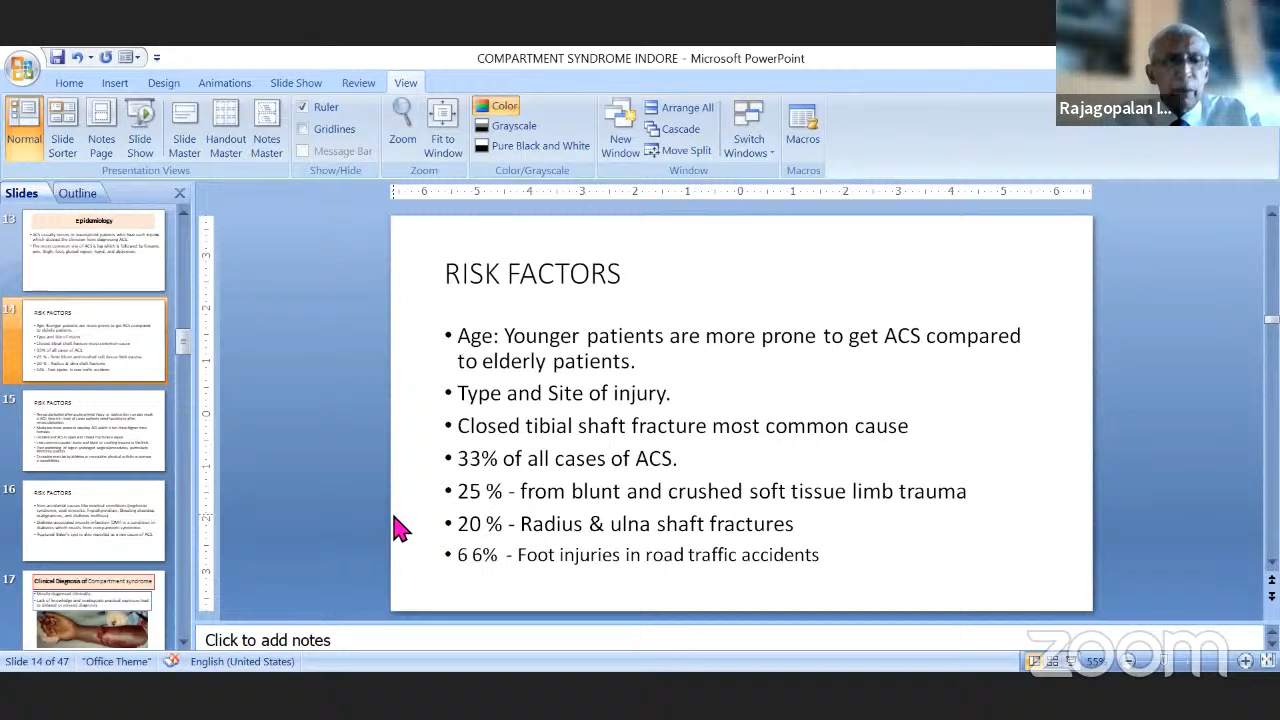 COMPARTMENT SYNDROME INDORE - Microsoft PowerPoint
Rajagopalan I...
Home Insert Design Animations Slide Show Review View
Normal Slide Sorter Notes Page Slide Show Slide Master Handout Master Notes Master
Presentation Views
Ruler
Gridlines
Message Bar
Show/Hide
Zoom Fit to Window
Zoom
Color
Grayscale
Pure Black and White
Color/Grayscale
New Window
Arrange All
Cascade
Move Split
Switch Windows
Window
Macros
Macros
Slides Outline
13
Epidemiology
14
RISK FACTORS
15
RISK FACTORS
16
RISK FACTORS
17
Clinical Diagnosis of Compartment syndrome
RISK FACTORS
• Age: Younger patients are more prone to get ACS compared
to elderly patients.
• Type and Site of injury.
• Closed tibial shaft fracture most common cause
• 33% of all cases of ACS.
• 25 % - from blunt and crushed soft tissue limb trauma
• 20 % - Radius & ulna shaft fractures
• 6 6% - Foot injuries in road traffic accidents
Click to add notes
Slide 14 of 47 "Office Theme" English (United States) 55%
zoom